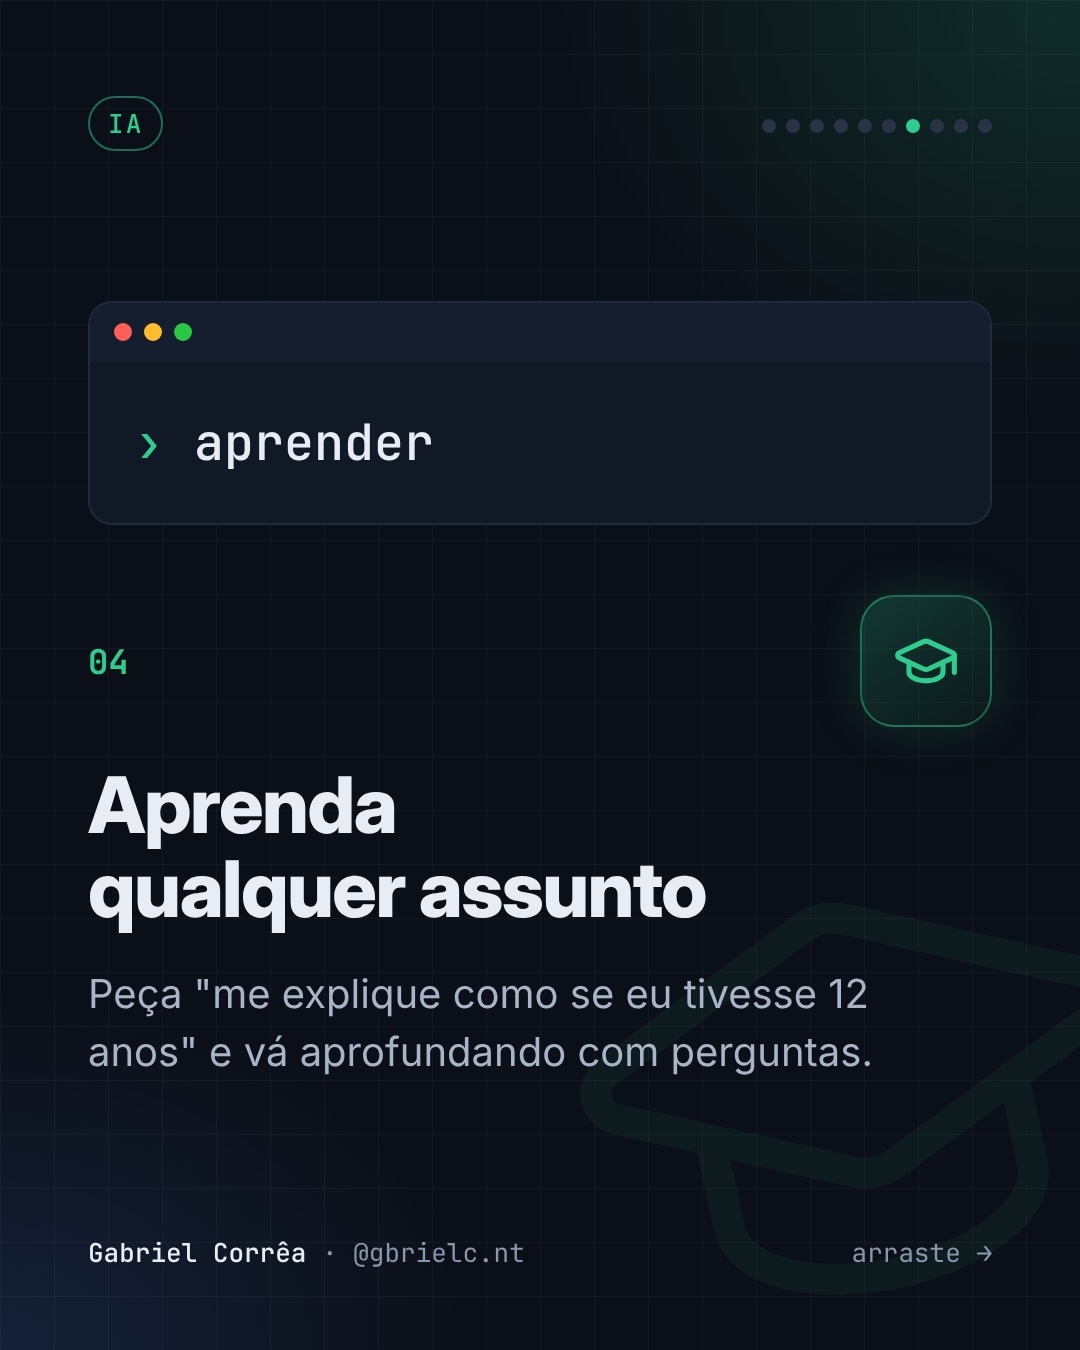 IA
› aprender
04
Aprenda
qualquer assunto
Peça "me explique como se eu tivesse 12
anos" e vá aprofundando com perguntas.
Gabriel Corrêa · @gbrielc.nt
arraste →